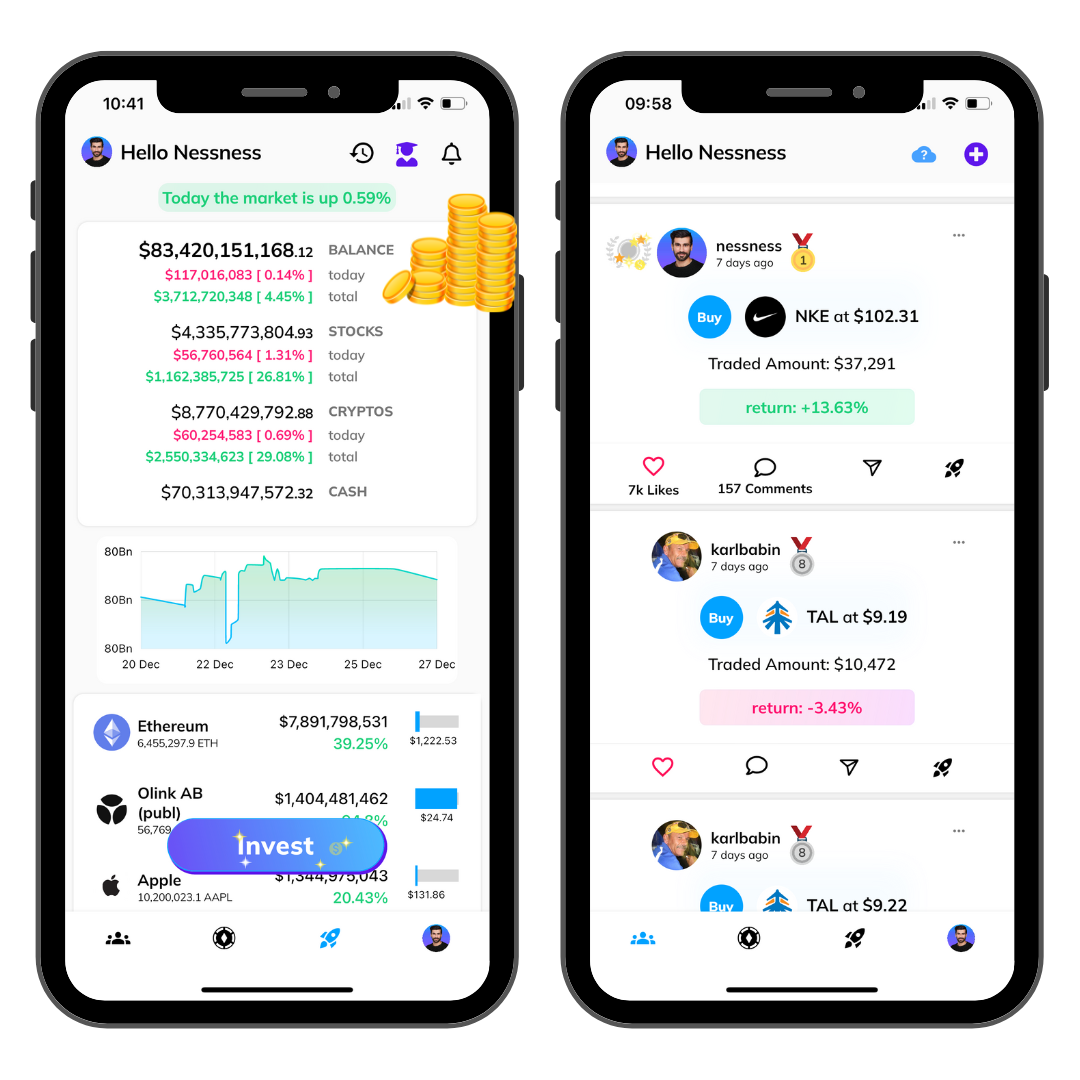 10:41
Hello Nessness
Today the market is up 0.59%
$83,420,151,168.12 BALANCE
$117,016,083 [ 0.14% ] today
$3,712,720,348 [ 4.45% ] total
$4,335,773,804.93 STOCKS
$56,760,564 [ 1.31% ] today
$1,162,385,725 [ 26.81% ] total
$8,770,429,792.88 CRYPTOS
$60,254,583 [ 0.69% ] today
$2,550,334,623 [ 29.08% ] total
$70,313,947,572.32 CASH
80Bn
80Bn
80Bn
20 Dec 22 Dec 23 Dec 25 Dec 27 Dec
Ethereum $7,891,798,531
6,455,297.9 ETH 39.25% $1,222.53
Olink AB
(publ) $1,404,481,462
56,769 $24.74
Invest
Apple $1,344,975,043
10,200,023.1 AAPL 20.43% $131.86
09:58
Hello Nessness
nessness
7 days ago
1
Buy NKE at $102.31
Traded Amount: $37,291
return: +13.63%
7k Likes 157 Comments
karlbabin
7 days ago
8
Buy TAL at $9.19
Traded Amount: $10,472
return: -3.43%
karlbabin
7 days ago
8
Buy TAL at $9.22